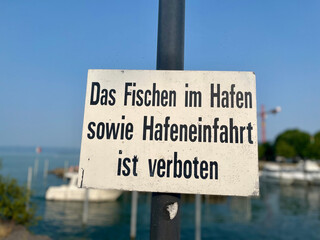 Das Fischen im Hafen
sowie Hafeneinfahrt
ist verboten